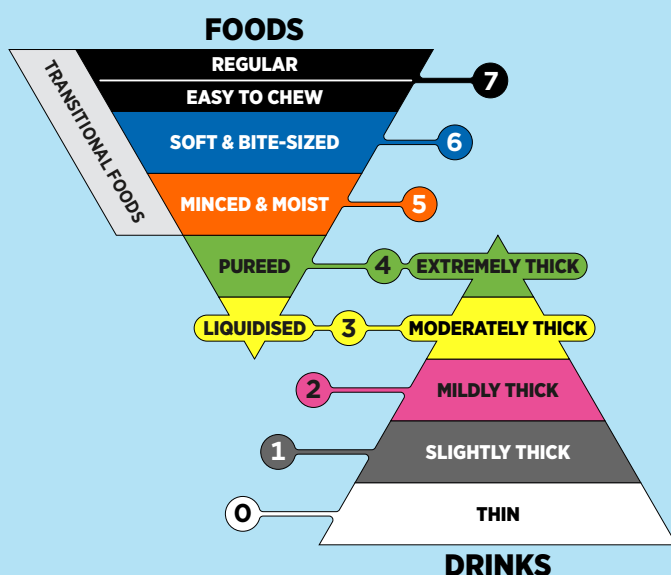 FOODS
REGULAR
7
EASY TO CHEW
TRANSITIONAL FOODS
SOFT & BITE-SIZED
6
MINCED & MOIST
5
PUREED
4
EXTREMELY THICK
LIQUIDISED
3
MODERATELY THICK
2
MILDLY THICK
1
SLIGHTLY THICK
0
THIN
DRINKS